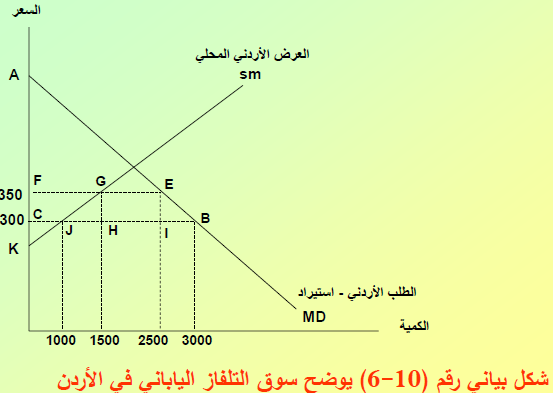 السعر
العرض الأردني المحلي
sm
A
F
G
E
350
300
C
J
H
I
B
K
الطلب الأردني - استيراد
MD
الكمية
1000
1500
2500
3000
شكل بياني رقم (10-6) يوضح سوق التلفاز الياباني في الأردن